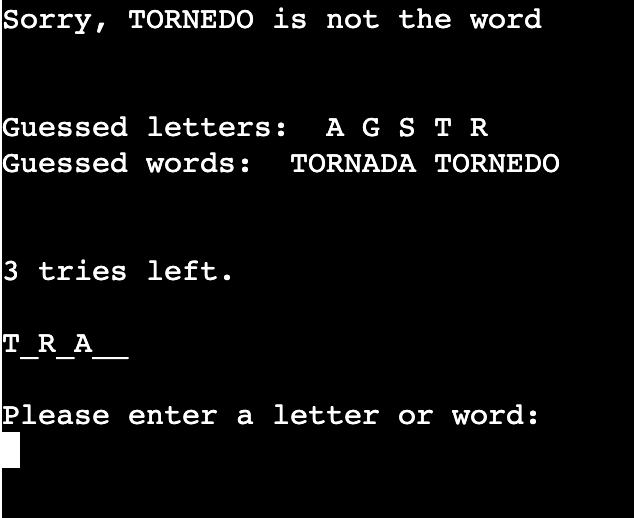 Sorry, TORNEDO is not the word
Guessed letters:  A G S T R
Guessed words:  TORNADA TORNEDO
3 tries left.
T_R_A__
Please enter a letter or word: